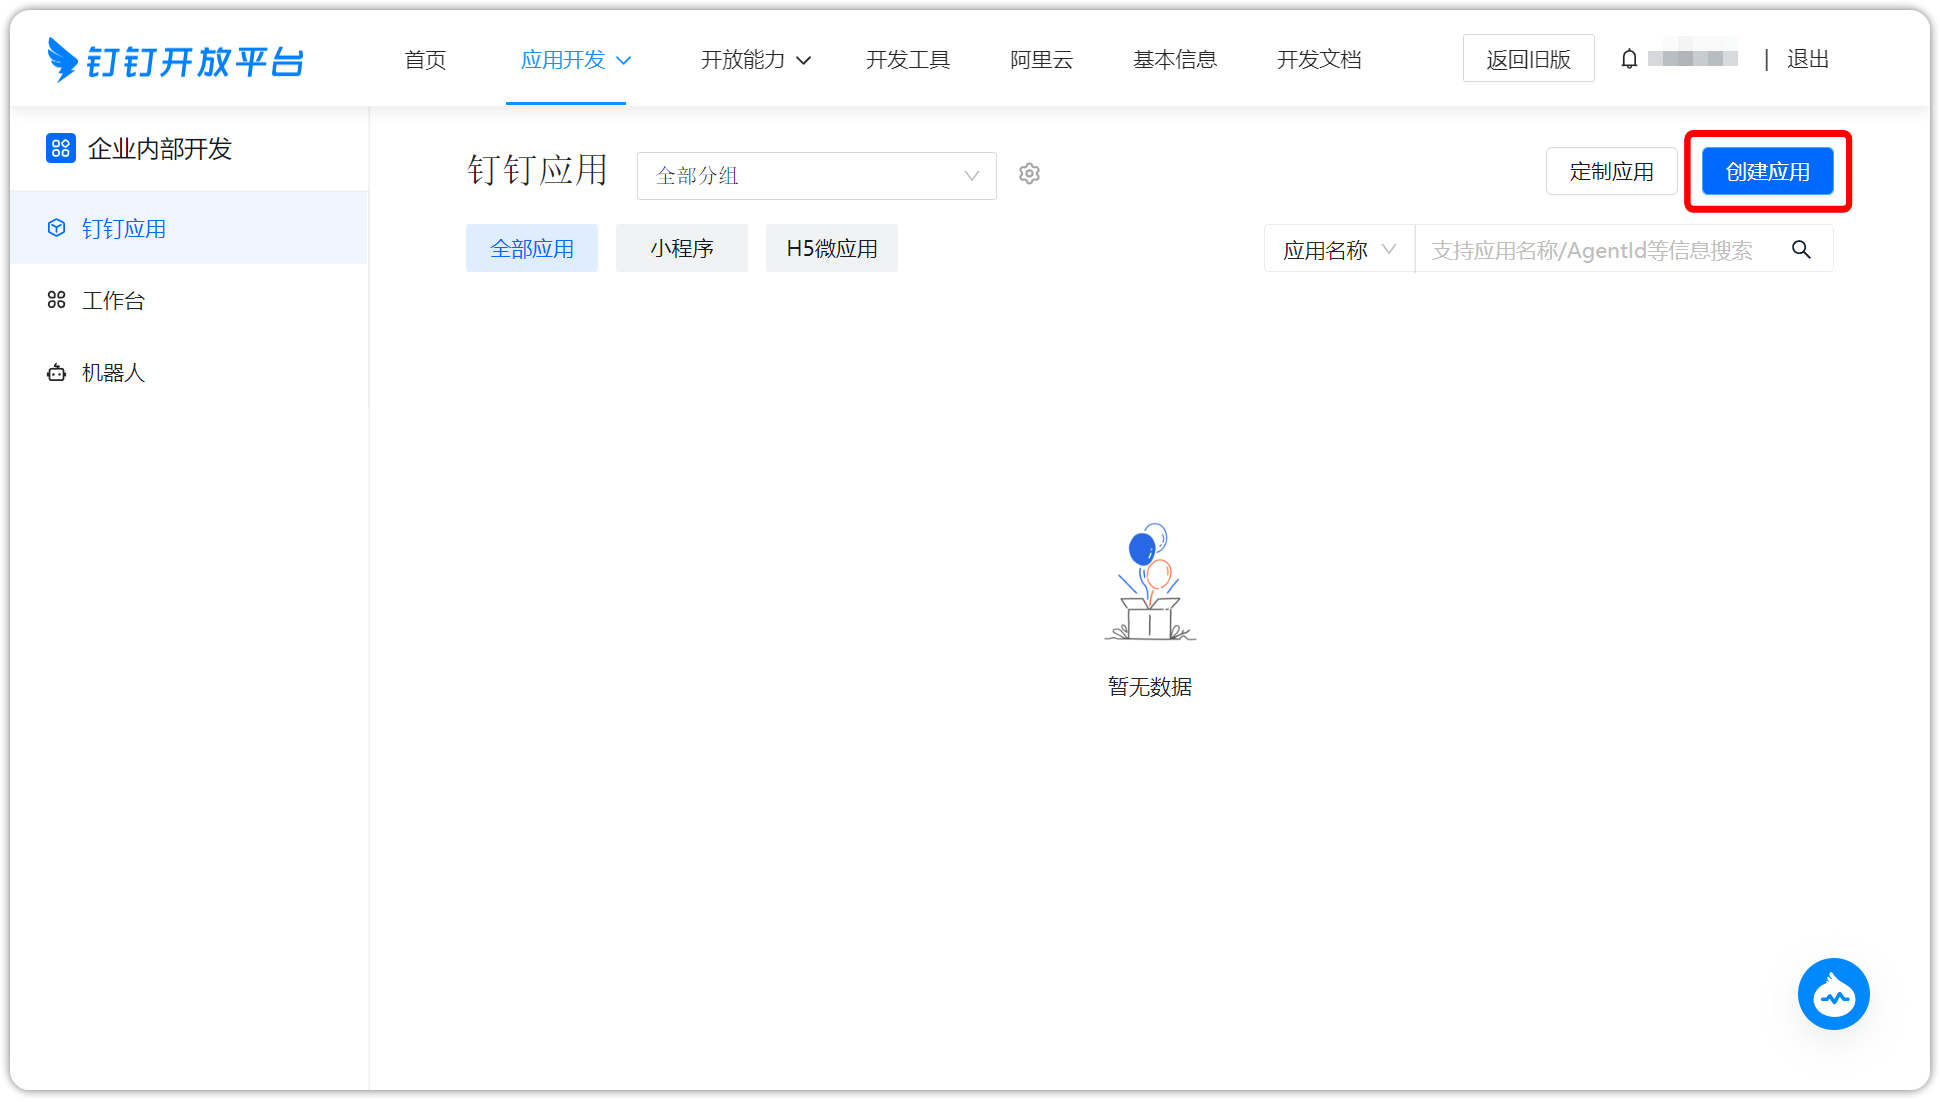 钉钉开放平台
首页 应用开发 开放能力 开发工具 阿里云 基本信息 开发文档 返回旧版 | 退出
企业内部开发
钉钉应用
工作台
机器人
钉钉应用 全部分组 定制应用 创建应用
全部应用 小程序 H5微应用 应用名称 支持应用名称/AgentId等信息搜索
暂无数据